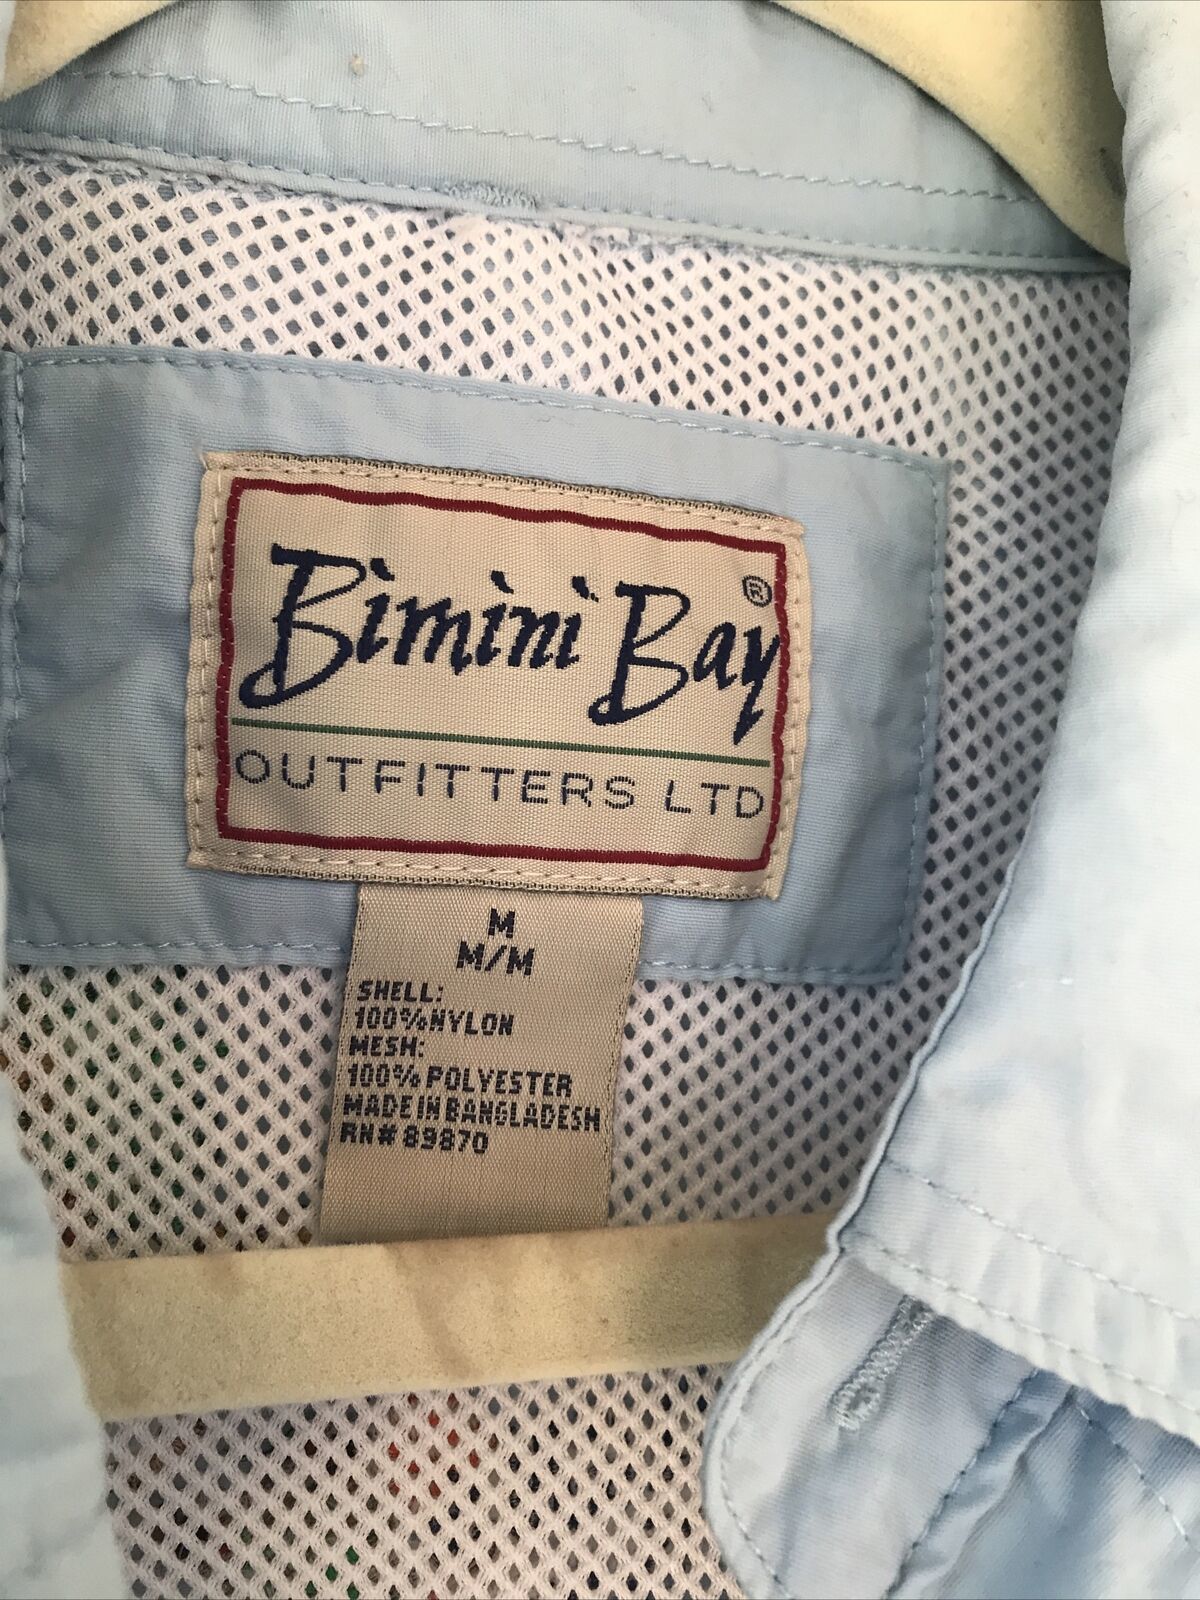 Bimini Bay ®
OUTFITTERS LTD
M
M/M
SHELL:
100%NYLON
MESH:
100% POLYESTER
MADE IN BANGLADESH
RN# 89870